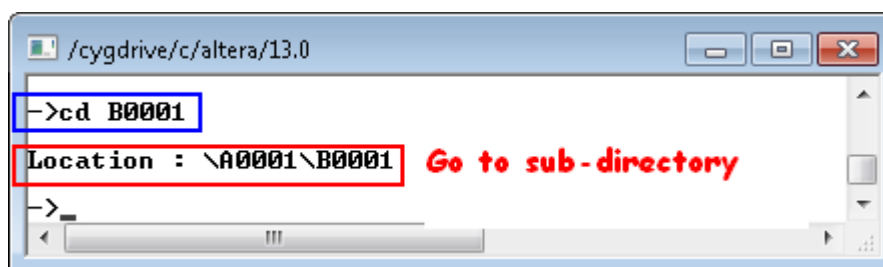 /cygdrive/c/altera/13.0
->cd B0001
Location : \A0001\B0001 Go to sub-directory
->_